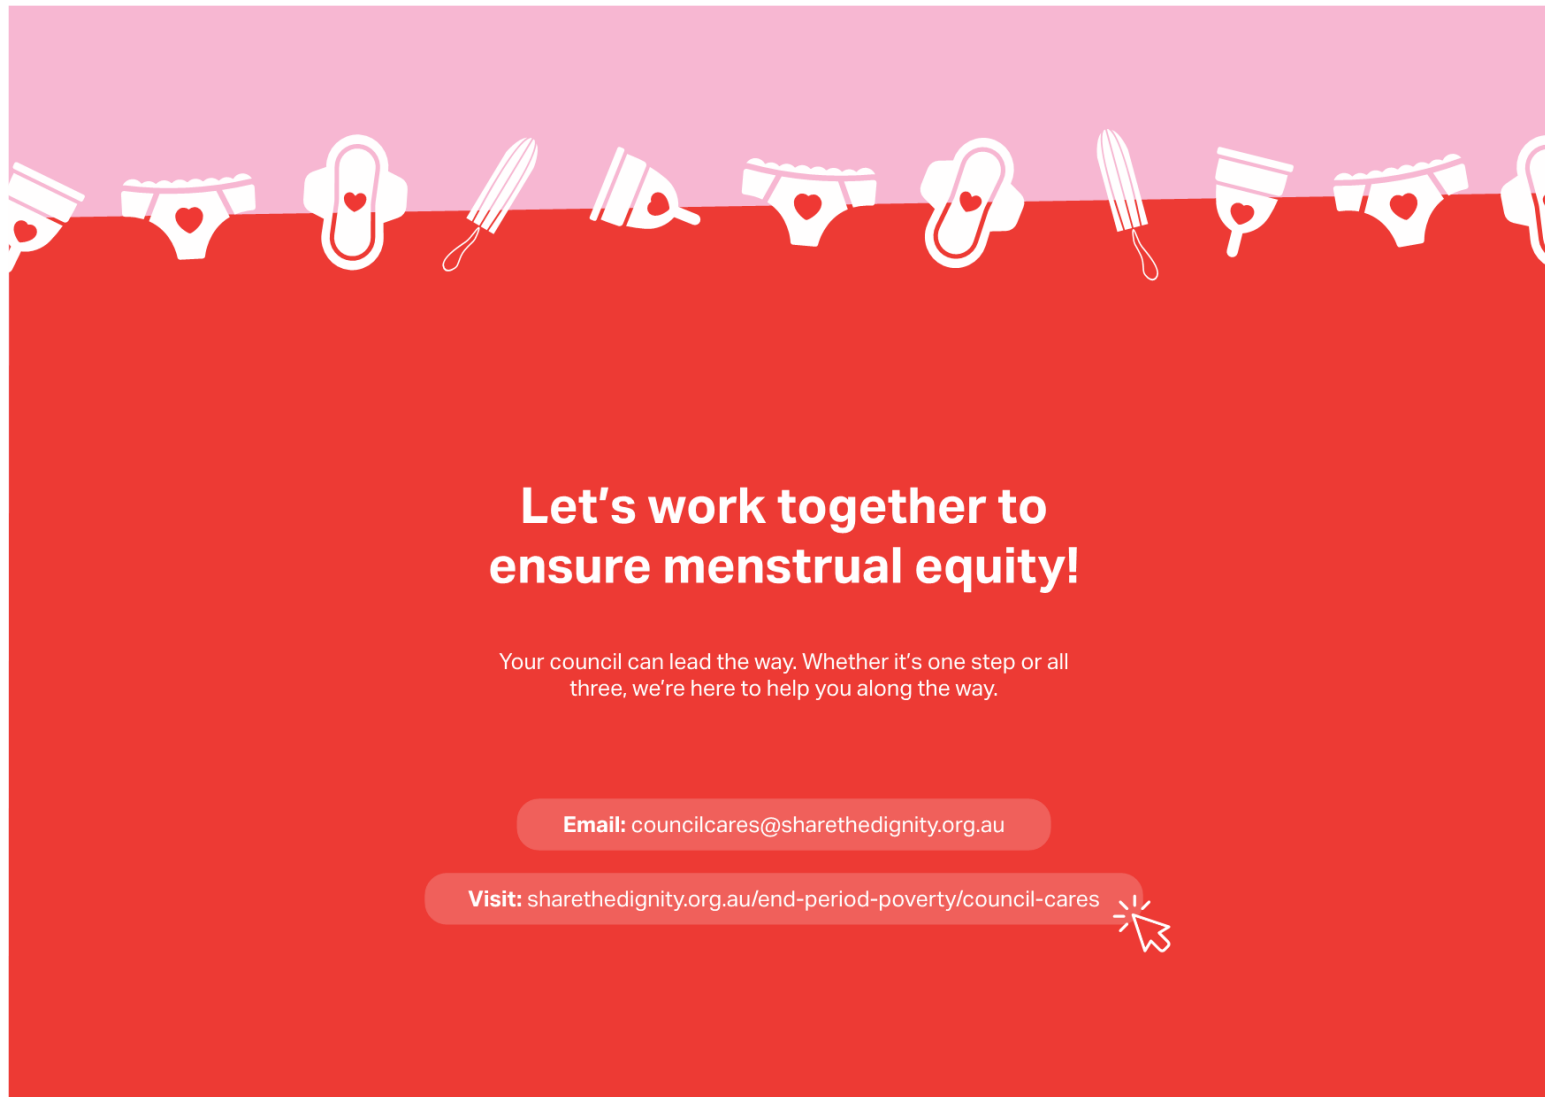 Let’s work together to
ensure menstrual equity!
Your council can lead the way. Whether it’s one step or all
three, we’re here to help you along the way.
Email: councilcares@sharethedignity.org.au
Visit: sharethedignity.org.au/end-period-poverty/council-cares